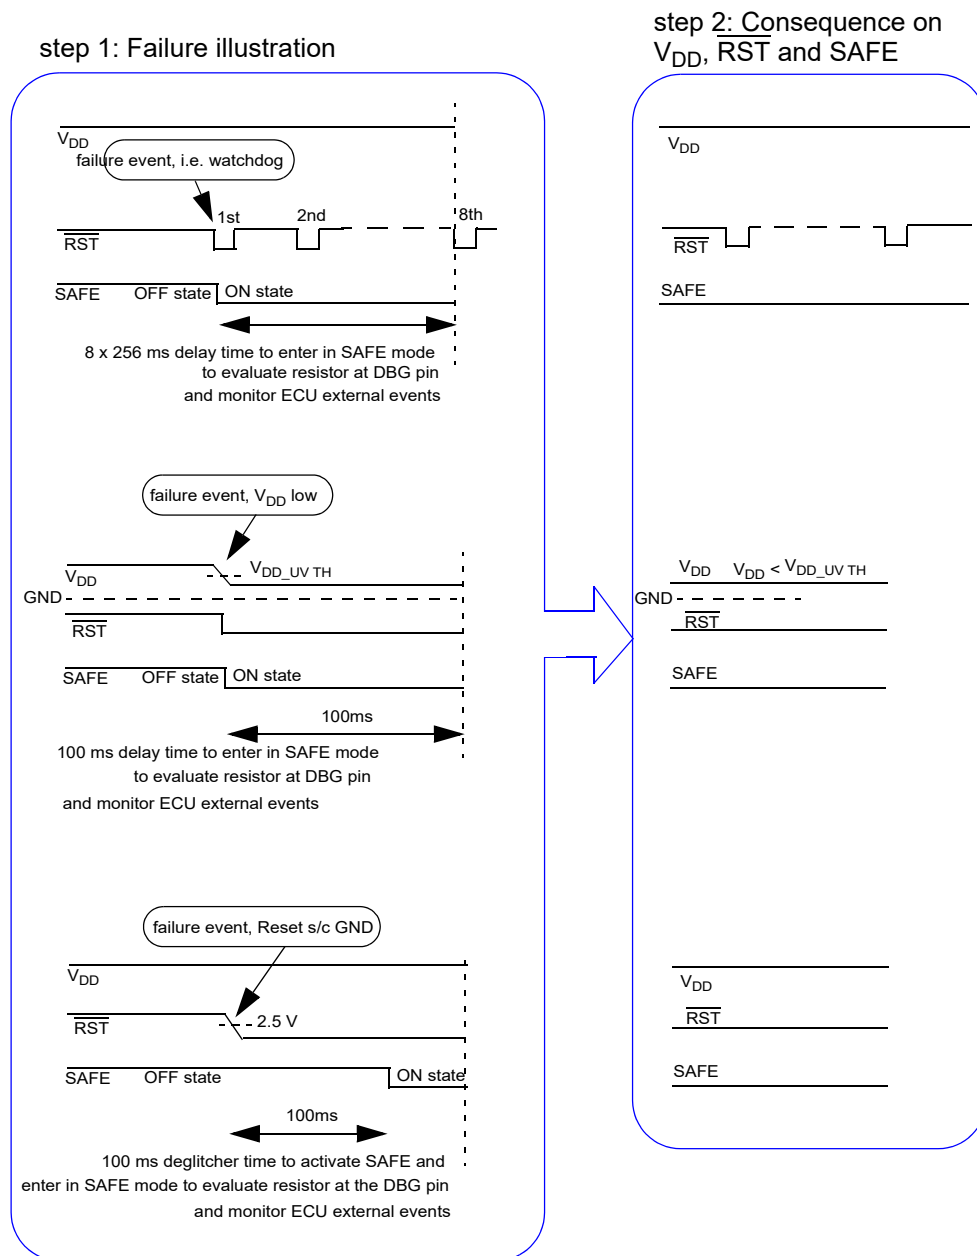 step 1: Failure illustration
step 2: Consequence on
VDD, RST and SAFE
VDD
failure event, i.e. watchdog
1st
2nd
8th
RST
SAFE
OFF state
ON state
8 x 256 ms delay time to enter in SAFE mode
to evaluate resistor at DBG pin
and monitor ECU external events
failure event, VDD low
VDD
VDD_UV TH
GND
RST
SAFE
OFF state
ON state
100ms
100 ms delay time to enter in SAFE mode
to evaluate resistor at DBG pin
and monitor ECU external events
failure event, Reset s/c GND
VDD
RST
2.5 V
SAFE
OFF state
ON state
100ms
100 ms deglitcher time to activate SAFE and
enter in SAFE mode to evaluate resistor at the DBG pin
and monitor ECU external events
VDD
RST
SAFE
VDD
VDD < VDD_UV TH
GND
RST
SAFE
VDD
RST
SAFE